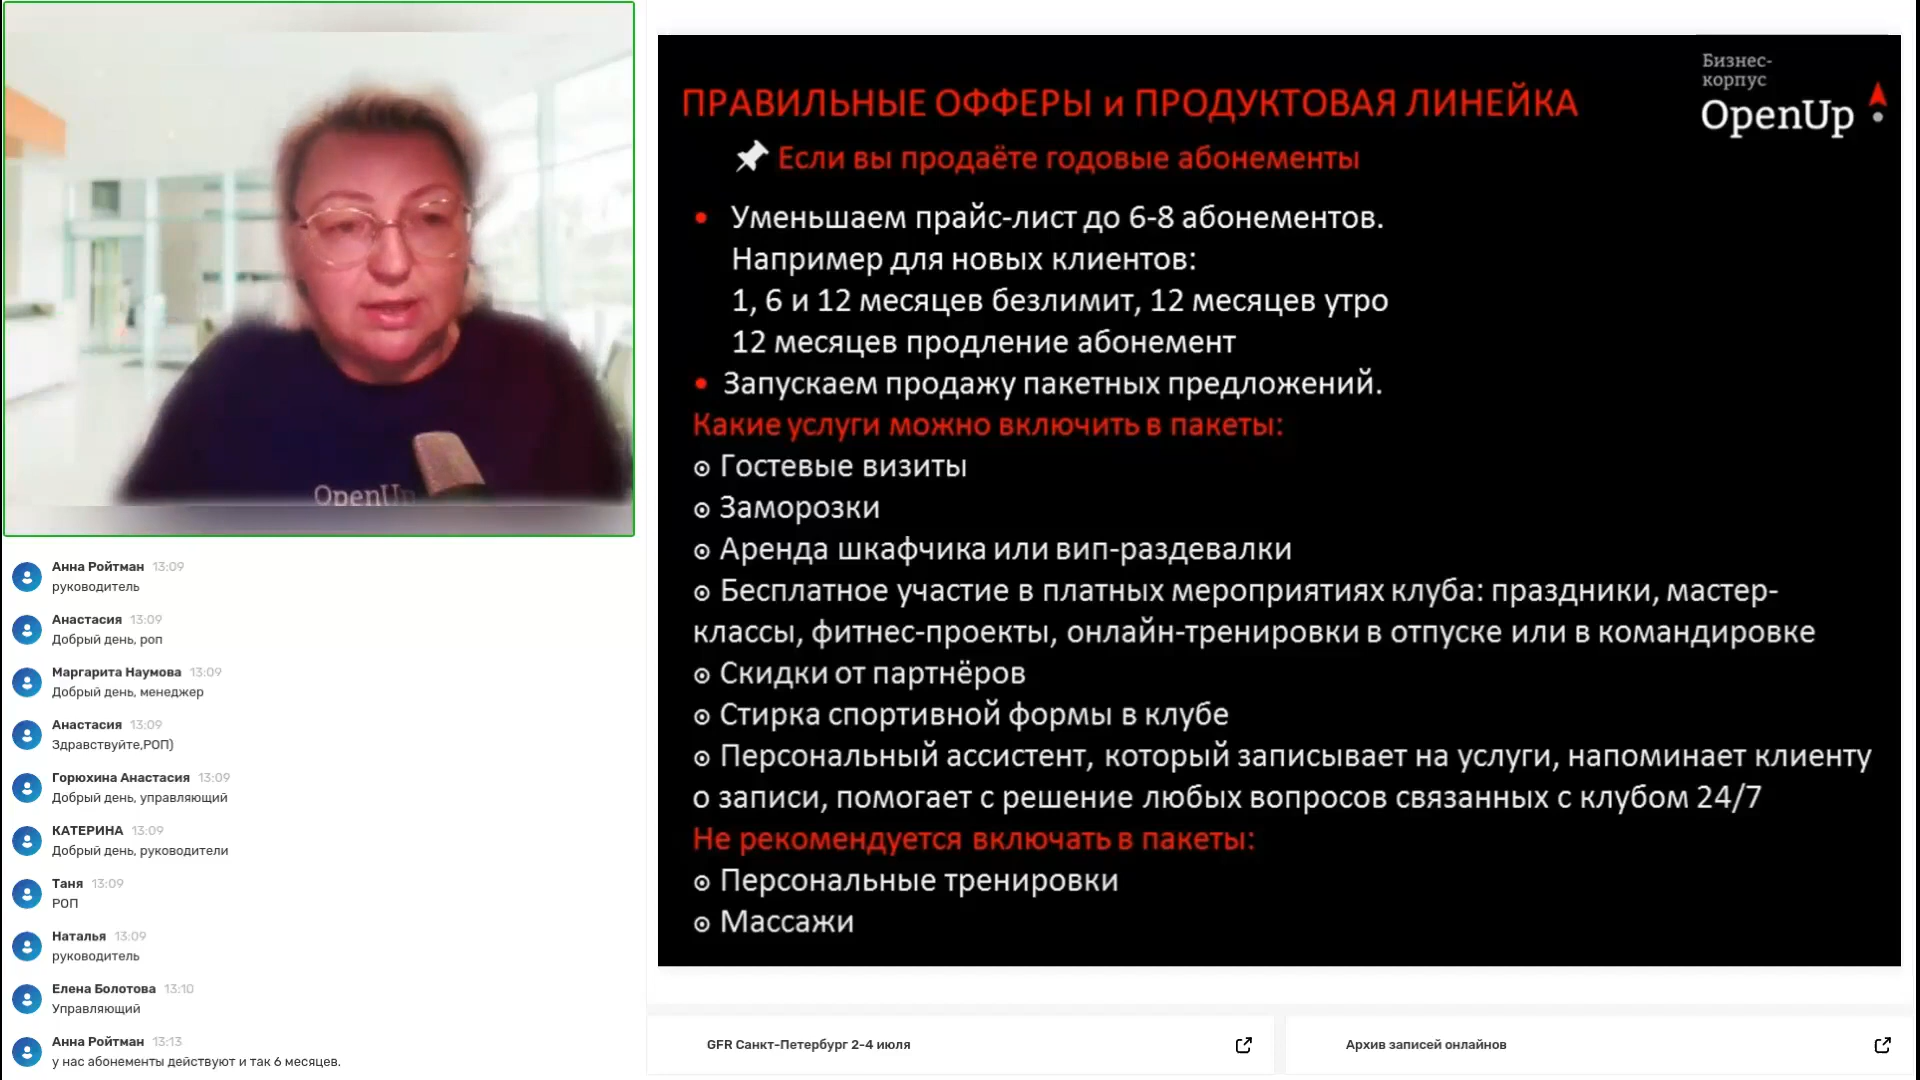 OpenUp
Анна Ройтман 13:09
руководитель
Анастасия 13:09
Добрый день, роп
Маргарита Наумова 13:09
Добрый день, менеджер
Анастасия 13:09
Здравствуйте,РОП)
Горюхина Анастасия 13:09
Добрый день, управляющий
КАТЕРИНА 13:09
Добрый день, руководители
Таня 13:09
РОП
Наталья 13:09
руководитель
Елена Болотова 13:10
Управляющий
Анна Ройтман 13:13
у нас абонементы действуют и так 6 месяцев.
Бизнес-
корпус
OpenUp
ПРАВИЛЬНЫЕ ОФФЕРЫ и ПРОДУКТОВАЯ ЛИНЕЙКА
Если вы продаёте годовые абонементы
• Уменьшаем прайс-лист до 6-8 абонементов.
Например для новых клиентов:
1, 6 и 12 месяцев безлимит, 12 месяцев утро
12 месяцев продление абонемент
• Запускаем продажу пакетных предложений.
Какие услуги можно включить в пакеты:
⊙ Гостевые визиты
⊙ Заморозки
⊙ Аренда шкафчика или вип-раздевалки
⊙ Бесплатное участие в платных мероприятиях клуба: праздники, мастер-
классы, фитнес-проекты, онлайн-тренировки в отпуске или в командировке
⊙ Скидки от партнёров
⊙ Стирка спортивной формы в клубе
⊙ Персональный ассистент, который записывает на услуги, напоминает клиенту
о записи, помогает с решение любых вопросов связанных с клубом 24/7
Не рекомендуется включать в пакеты:
⊙ Персональные тренировки
⊙ Массажи
GFR Санкт-Петербург 2-4 июля
Архив записей онлайнов